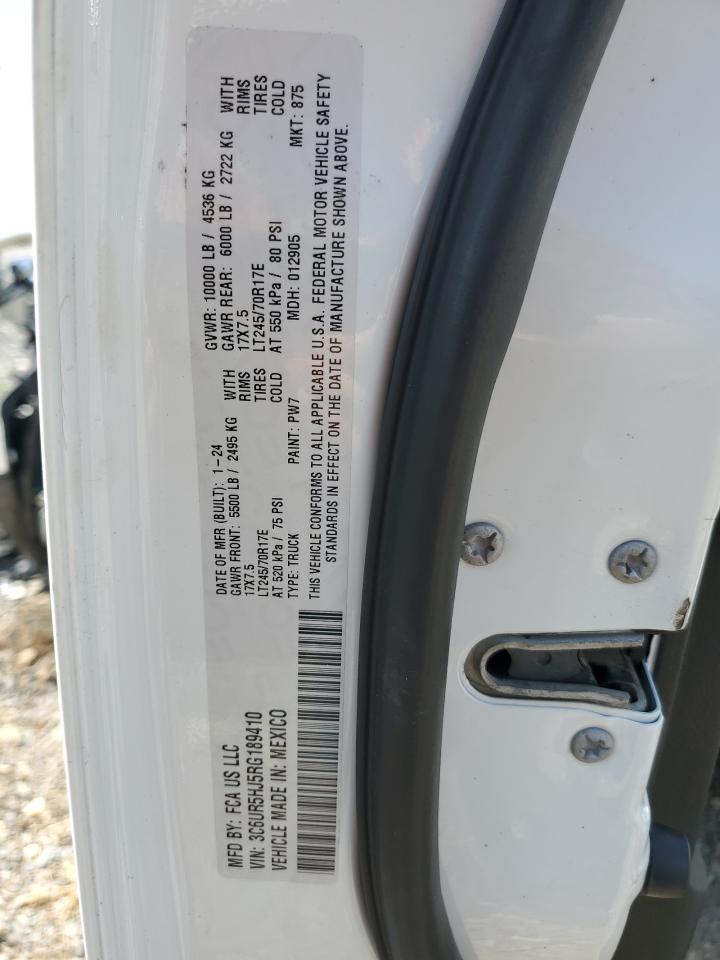 MFD BY: FCA US LLC
VIN: 3C6UR5HJ5RG189410
VEHICLE MADE IN: MEXICO
DATE OF MFR (BUILT): 1-24
GVWR: 10000 LB / 4536 KG
GAWR FRONT: 5500 LB / 2495 KG WITH
GAWR REAR: 6000 LB / 2722 KG WITH
17X7.5 RIMS
17X7.5 RIMS
LT245/70R17E TIRES
LT245/70R17E TIRES
AT 520 kPa / 75 PSI COLD
AT 550 kPa / 80 PSI COLD
TYPE: TRUCK PAINT: PW7 MDH: 012905 MKT: 875
THIS VEHICLE CONFORMS TO ALL APPLICABLE U.S.A. FEDERAL MOTOR VEHICLE SAFETY
STANDARDS IN EFFECT ON THE DATE OF MANUFACTURE SHOWN ABOVE.